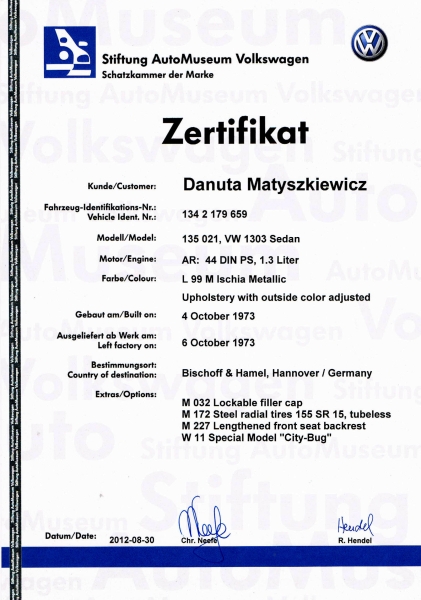 Stiftung AutoMuseum Volkswagen
Schatzkammer der Marke
Zertifikat
Kunde/Customer: Danuta Matyszkiewicz
Fahrzeug-Identifikations-Nr.:
Vehicle Ident. Nr.: 134 2 179 659
Modell/Model: 135 021, VW 1303 Sedan
Motor/Engine: AR: 44 DIN PS, 1.3 Liter
Farbe/Colour: L 99 M Ischia Metallic
Upholstery with outside color adjusted
Gebaut am/Built on: 4 October 1973
Ausgeliefert ab Werk am:
Left factory on: 6 October 1973
Bestimmungsort:
Country of destination: Bischoff & Hamel, Hannover / Germany
Extras/Options:
M 032 Lockable filler cap
M 172 Steel radial tires 155 SR 15, tubeless
M 227 Lengthened front seat backrest
W 11 Special Model "City-Bug"
Neefe
Hendel
Datum/Date: 2012-08-30 Chr. Neefe R. Hendel